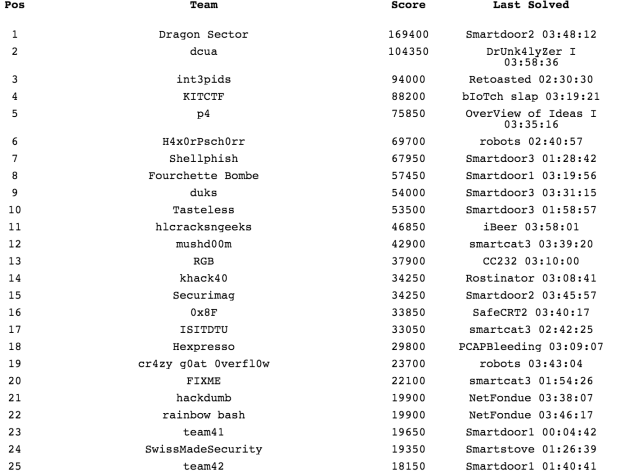 Pos Team Score Last Solved
1 Dragon Sector 169400 Smartdoor2 03:48:12
2 dcua 104350 DrUnk4lyZer I
03:58:36
3 int3pids 94000 Retoasted 02:30:30
4 KITCTF 88200 bIoTch slap 03:19:21
5 p4 75850 OverView of Ideas I
03:35:16
6 H4x0rPsch0rr 69700 robots 02:40:57
7 Shellphish 67950 Smartdoor3 01:28:42
8 Fourchette Bombe 57450 Smartdoor1 03:19:56
9 duks 54000 Smartdoor3 03:31:15
10 Tasteless 53500 Smartdoor3 01:58:57
11 hlcracksngeeks 46850 iBeer 03:58:01
12 mushd00m 42900 smartcat3 03:39:20
13 RGB 37900 CC232 03:10:00
14 khack40 34250 Rostinator 03:08:41
15 Securimag 34250 Smartdoor2 03:45:57
16 0x8F 33850 SafeCRT2 03:40:17
17 ISITDTU 33050 smartcat3 02:42:25
18 Hexpresso 29800 PCAPBleeding 03:09:07
19 cr4zy g0at 0verfl0w 23700 robots 03:43:04
20 FIXME 22100 smartcat3 01:54:26
21 hackdumb 19900 NetFondue 03:38:07
22 rainbow bash 19900 NetFondue 03:46:17
23 team41 19650 Smartdoor1 00:04:42
24 SwissMadeSecurity 19350 Smartstove 01:26:39
25 team42 18150 Smartdoor1 01:40:41